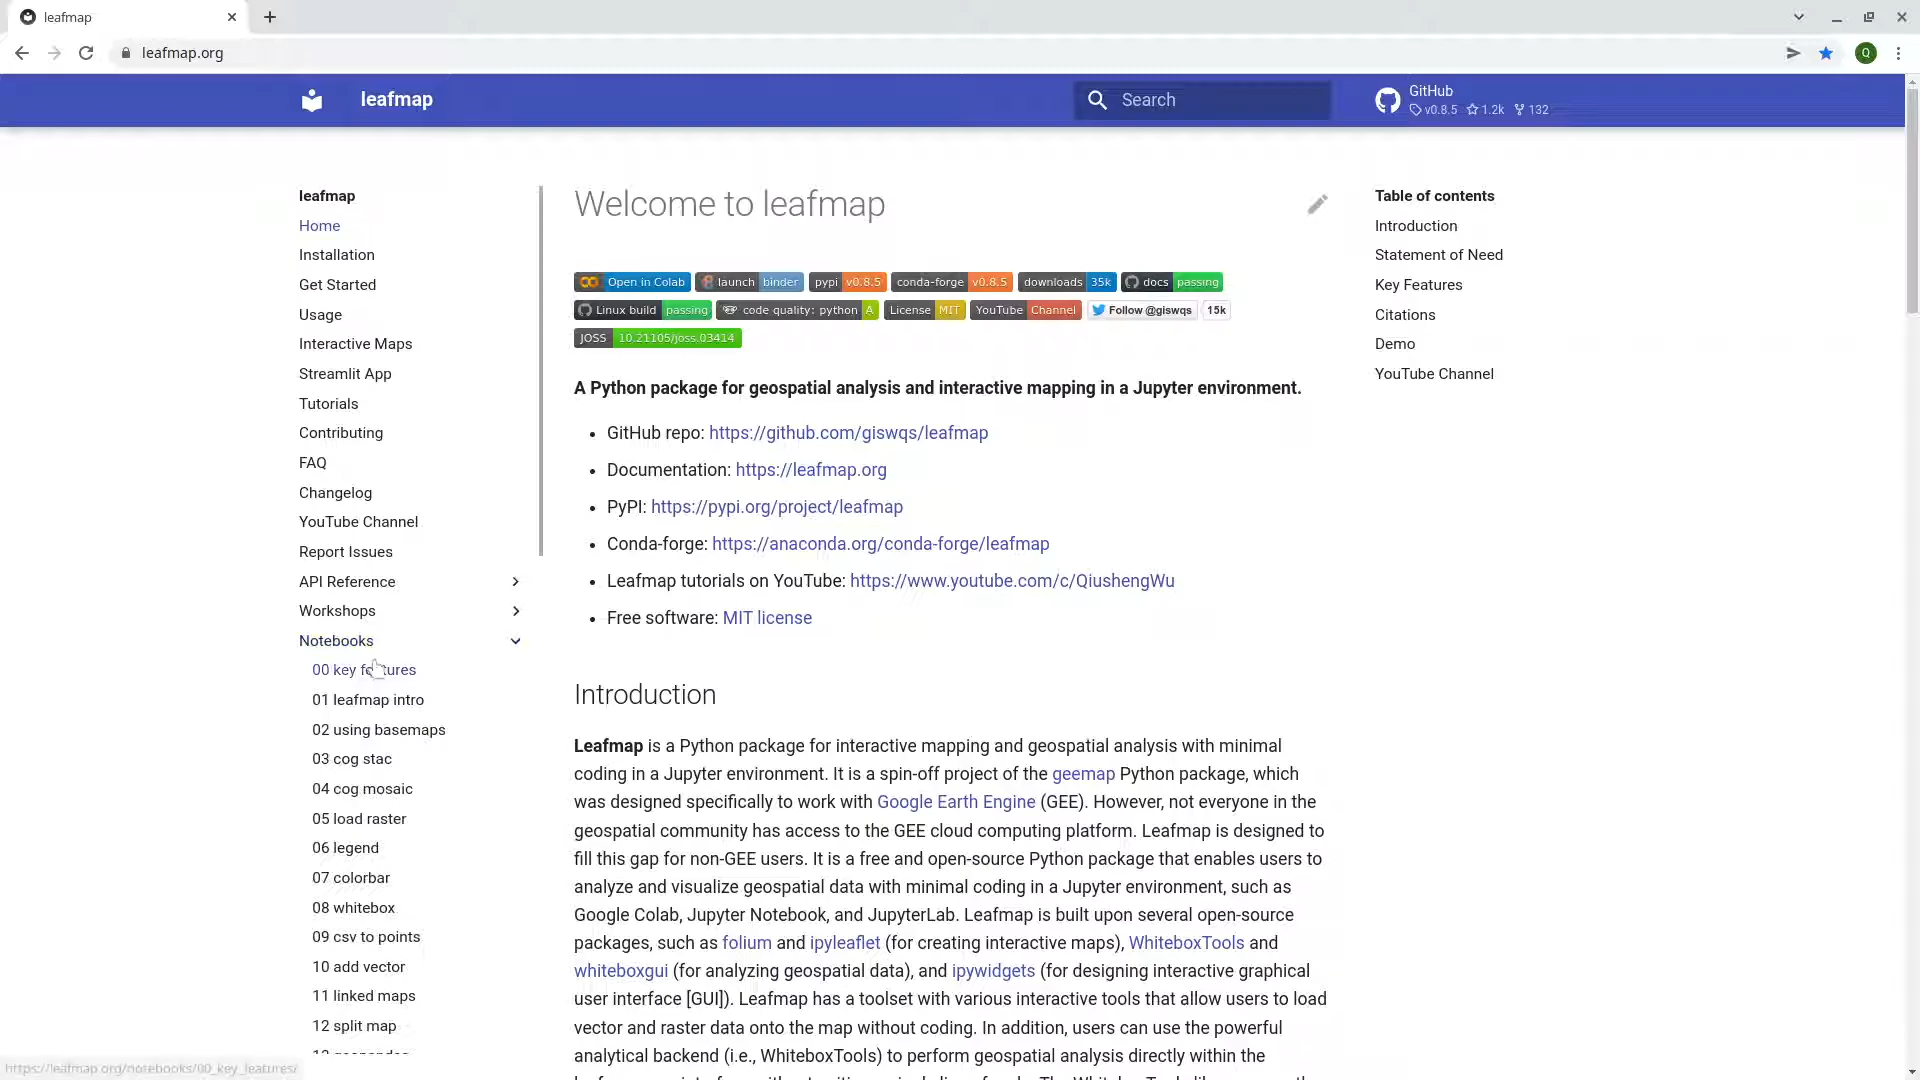 leafmap
leafmap.org
Q
leafmap
Search
GitHub
v0.8.5 1.2k 132
leafmap
Home
Installation
Get Started
Usage
Interactive Maps
Streamlit App
Tutorials
Contributing
FAQ
Changelog
YouTube Channel
Report Issues
API Reference
Workshops
Notebooks
00 key features
01 leafmap intro
02 using basemaps
03 cog stac
04 cog mosaic
05 load raster
06 legend
07 colorbar
08 whitebox
09 csv to points
10 add vector
11 linked maps
12 split map
Welcome to leafmap
Open in Colab launch binder pypi v0.8.5 conda-forge v0.8.5 downloads 35k docs passing
Linux build passing code quality: python A License MIT YouTube Channel Follow @giswqs 15k
JOSS 10.21105/joss.03414
A Python package for geospatial analysis and interactive mapping in a Jupyter environment.
• GitHub repo: https://github.com/giswqs/leafmap
• Documentation: https://leafmap.org
• PyPI: https://pypi.org/project/leafmap
• Conda-forge: https://anaconda.org/conda-forge/leafmap
• Leafmap tutorials on YouTube: https://www.youtube.com/c/QiushengWu
• Free software: MIT license
Introduction
Leafmap is a Python package for interactive mapping and geospatial analysis with minimal
coding in a Jupyter environment. It is a spin-off project of the geemap Python package, which
was designed specifically to work with Google Earth Engine (GEE). However, not everyone in the
geospatial community has access to the GEE cloud computing platform. Leafmap is designed to
fill this gap for non-GEE users. It is a free and open-source Python package that enables users to
analyze and visualize geospatial data with minimal coding in a Jupyter environment, such as
Google Colab, Jupyter Notebook, and JupyterLab. Leafmap is built upon several open-source
packages, such as folium and ipyleaflet (for creating interactive maps), WhiteboxTools and
whiteboxgui (for analyzing geospatial data), and ipywidgets (for designing interactive graphical
user interface [GUI]). Leafmap has a toolset with various interactive tools that allow users to load
vector and raster data onto the map without coding. In addition, users can use the powerful
analytical backend (i.e., WhiteboxTools) to perform geospatial analysis directly within the
Table of contents
Introduction
Statement of Need
Key Features
Citations
Demo
YouTube Channel
https://leafmap.org/notebooks/00_key_features/